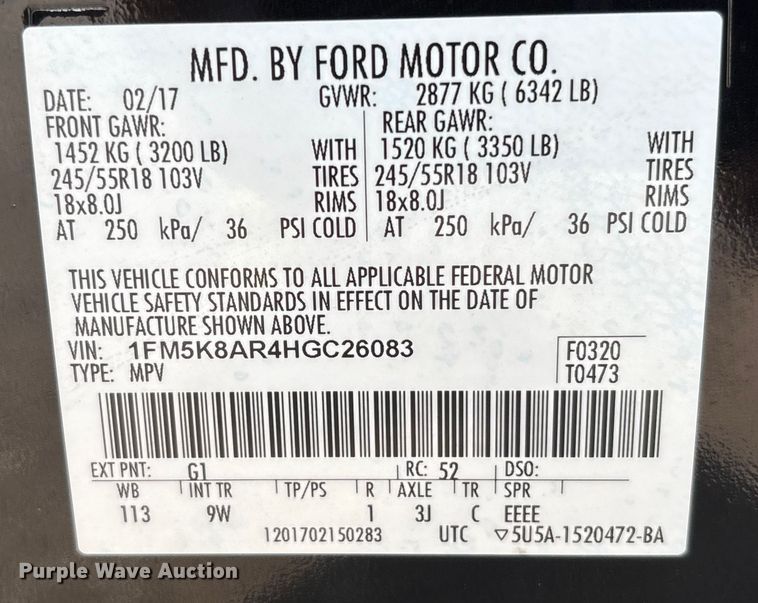 MFD. BY FORD MOTOR CO.
DATE: 02/17 GVWR: 2877 KG ( 6342 LB)
FRONT GAWR: REAR GAWR:
1452 KG ( 3200 LB) WITH 1520 KG ( 3350 LB) WITH
245/55R18 103V TIRES 245/55R18 103V TIRES
18x8.0J RIMS 18x8.0J RIMS
AT 250 kPa/ 36 PSI COLD AT 250 kPa/ 36 PSI COLD
THIS VEHICLE CONFORMS TO ALL APPLICABLE FEDERAL MOTOR
VEHICLE SAFETY STANDARDS IN EFFECT ON THE DATE OF
MANUFACTURE SHOWN ABOVE.
VIN: 1FM5K8AR4HGC26083 F0320
TYPE: MPV T0473
EXT PNT: G1 RC: 52 DSO:
WB INT TR TP/PS R AXLE TR SPR
113 9W 1 3J C EEEE
1201702150283 UTC ▽5U5A-1520472-BA
Purple Wave Auction